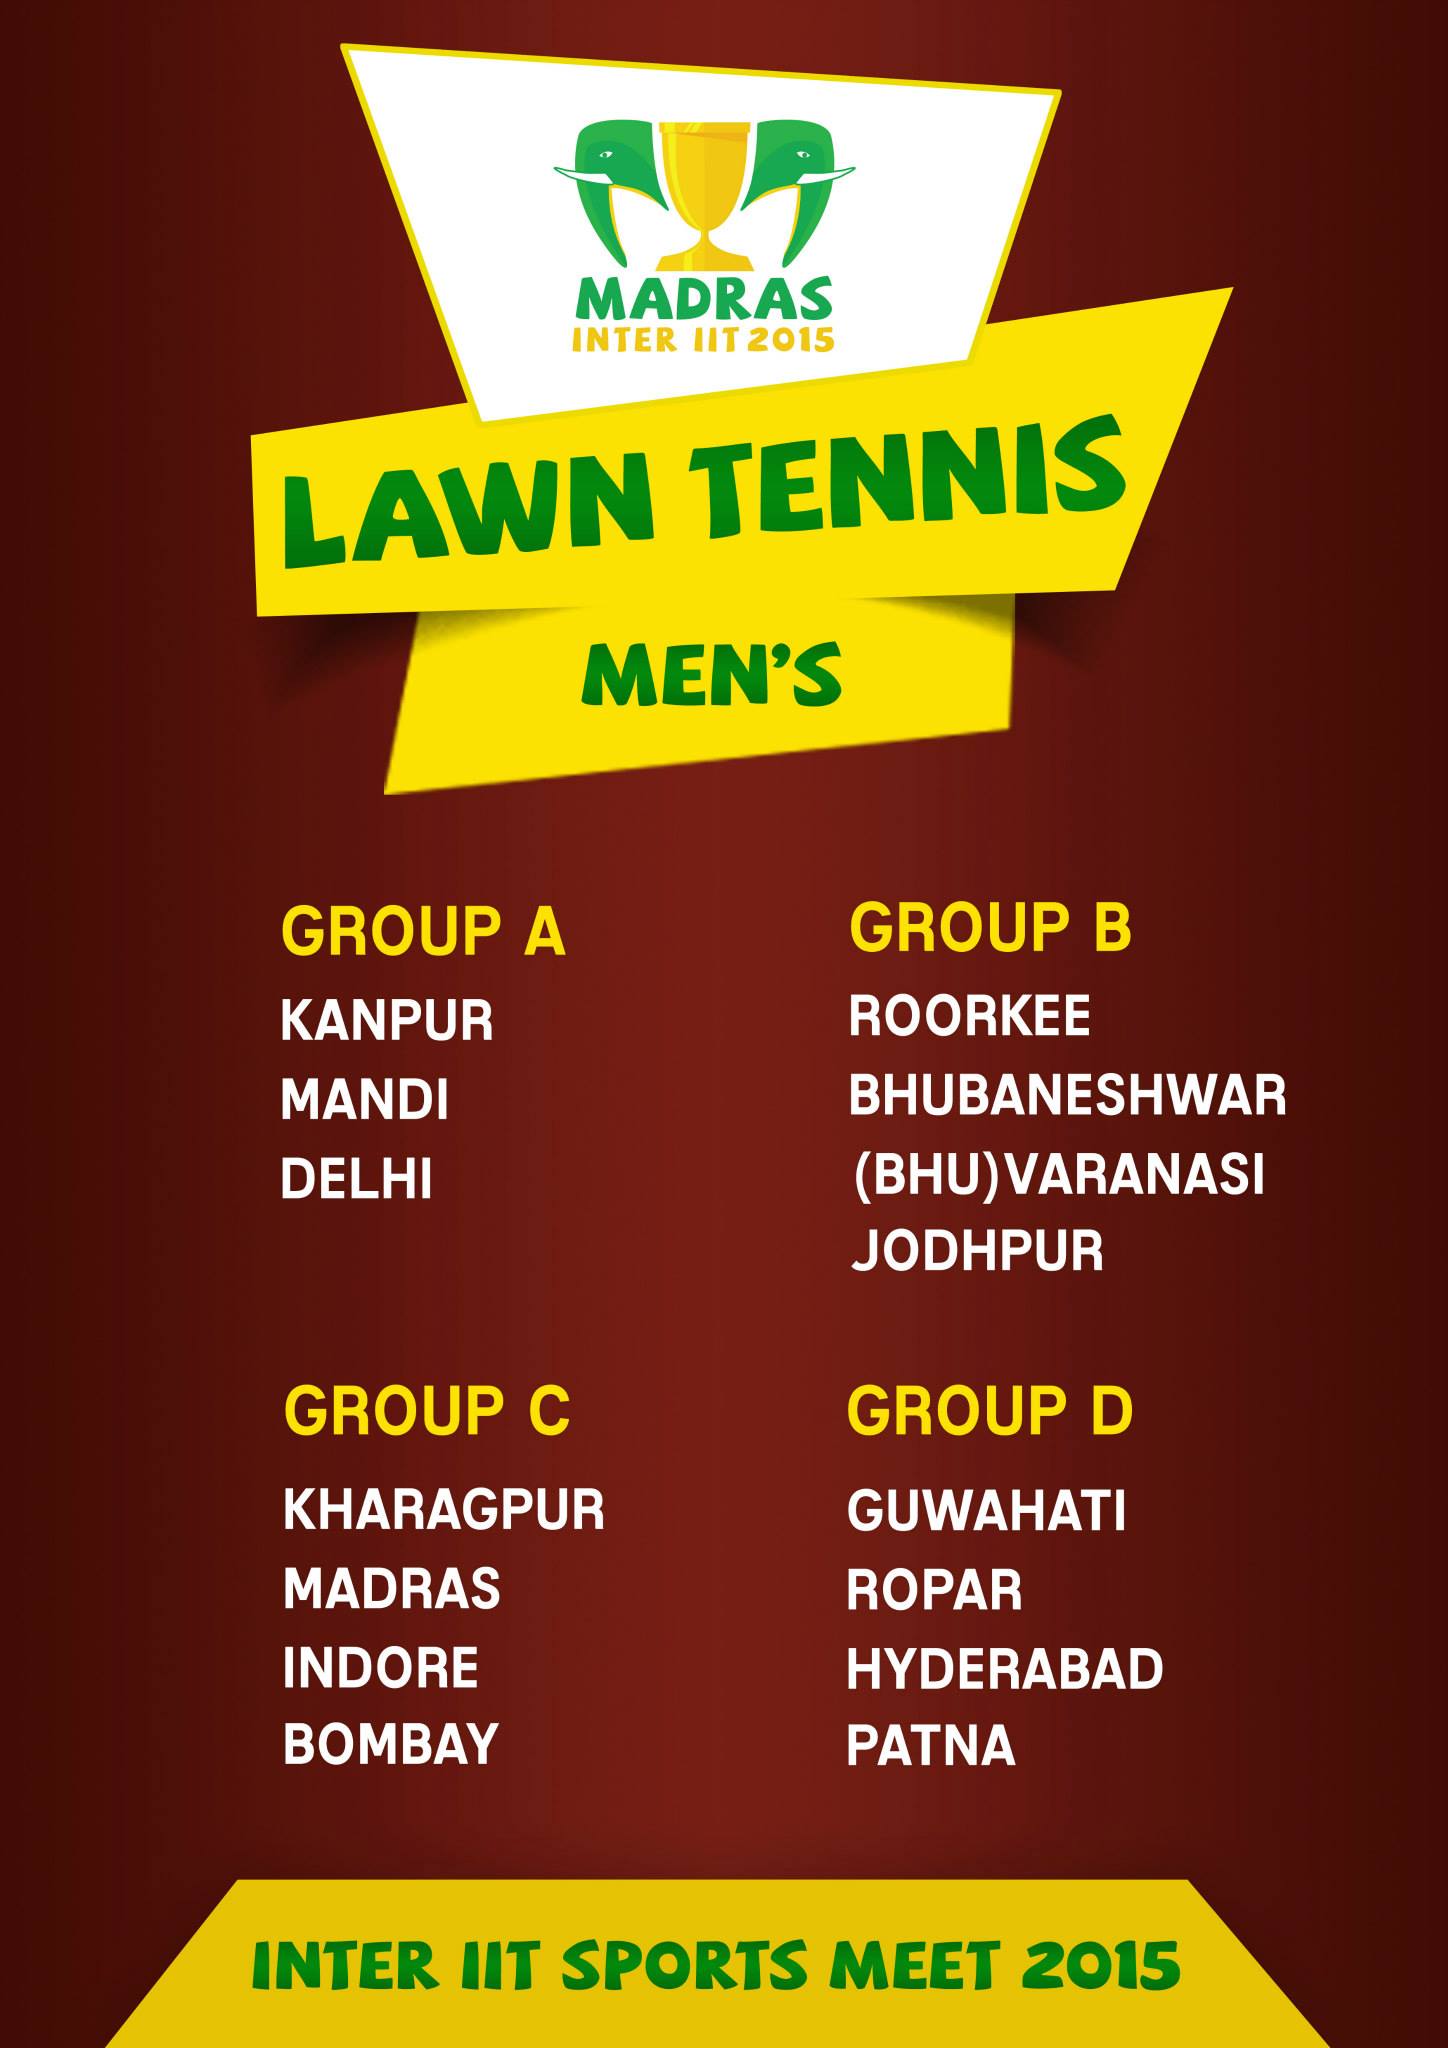 MADRAS
INTER IIT 2015
LAWN TENNIS
MEN'S
GROUP A
KANPUR
MANDI
DELHI
GROUP B
ROORKEE
BHUBANESHWAR
(BHU)VARANASI
JODHPUR
GROUP C
KHARAGPUR
MADRAS
INDORE
BOMBAY
GROUP D
GUWAHATI
ROPAR
HYDERABAD
PATNA
INTER IIT SPORTS MEET 2015